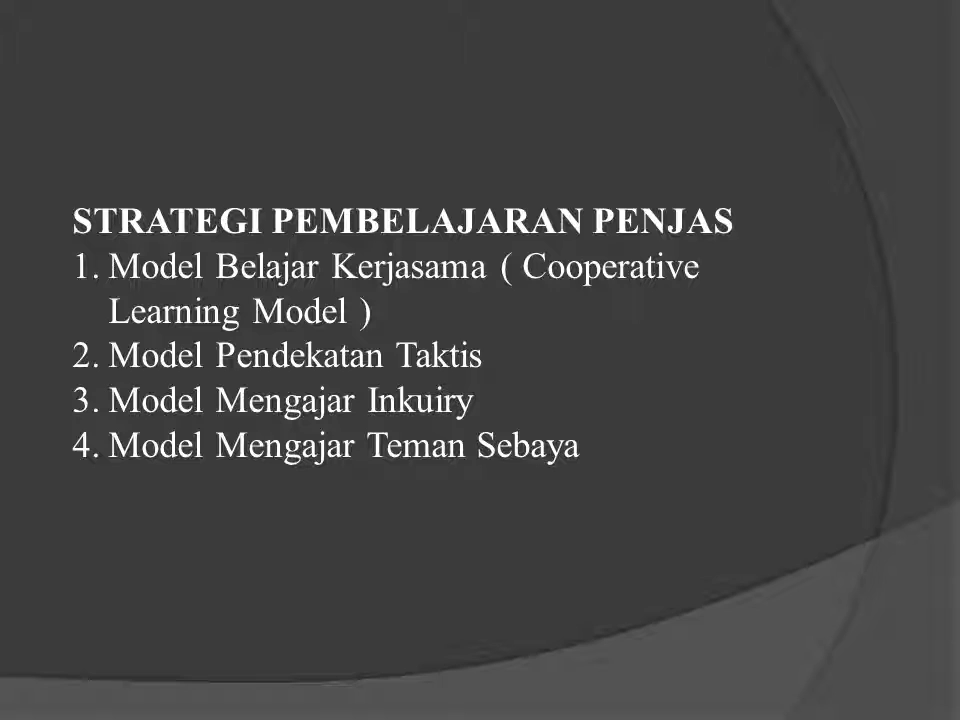 STRATEGI PEMBELAJARAN PENJAS
1. Model Belajar Kerjasama ( Cooperative
Learning Model )
2. Model Pendekatan Taktis
3. Model Mengajar Inkuiry
4. Model Mengajar Teman Sebaya